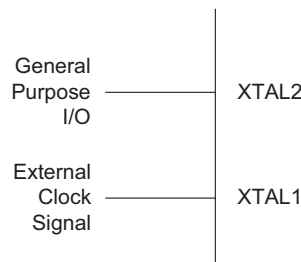 General
Purpose
I/O
XTAL2
External
Clock
Signal
XTAL1